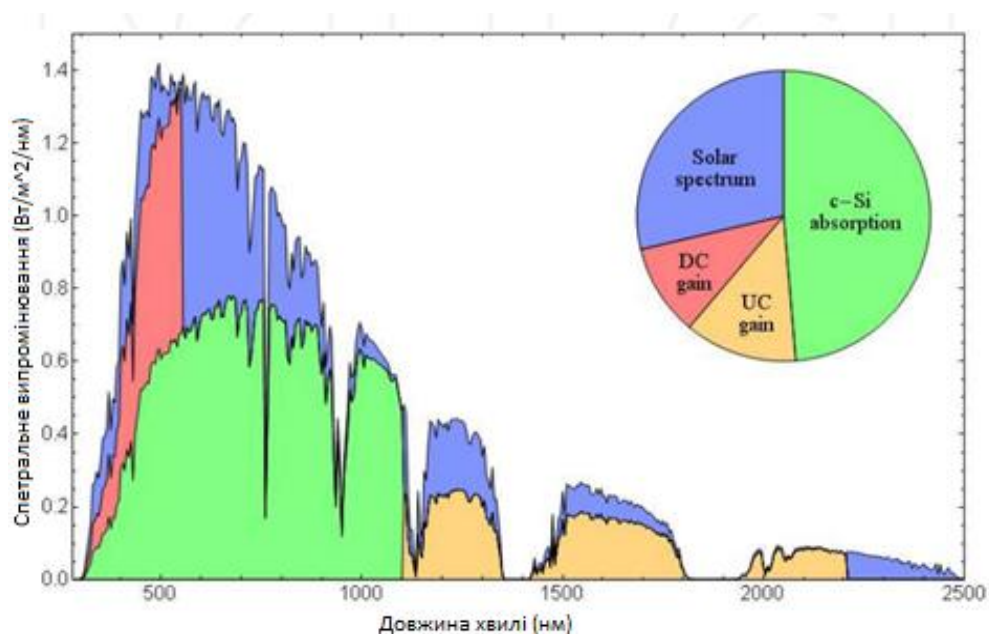 1.4
1.2
1.0
0.8
0.6
0.4
0.2
0.0
Спетральне випромінювання (Вт/м^2/нм)
Solar
spectrum
c-Si
absorption
DC
gain
UC
gain
500
1000
1500
2000
2500
Довжина хвилі (нм)